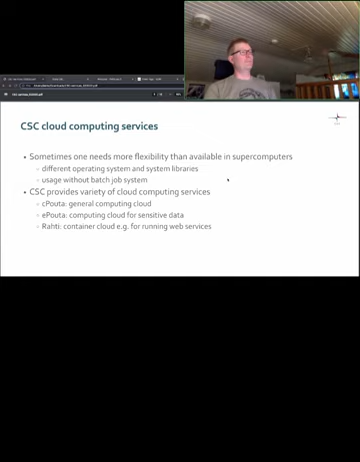 CSC cloud computing services
• Sometimes one needs more flexibility than available in supercomputers
◦ different operating system and system libraries
◦ usage without batch job system
• CSC provides variety of cloud computing services
◦ cPouta: general computing cloud
◦ ePouta: computing cloud for sensitive data
◦ Rahti: container cloud e.g. for running web services